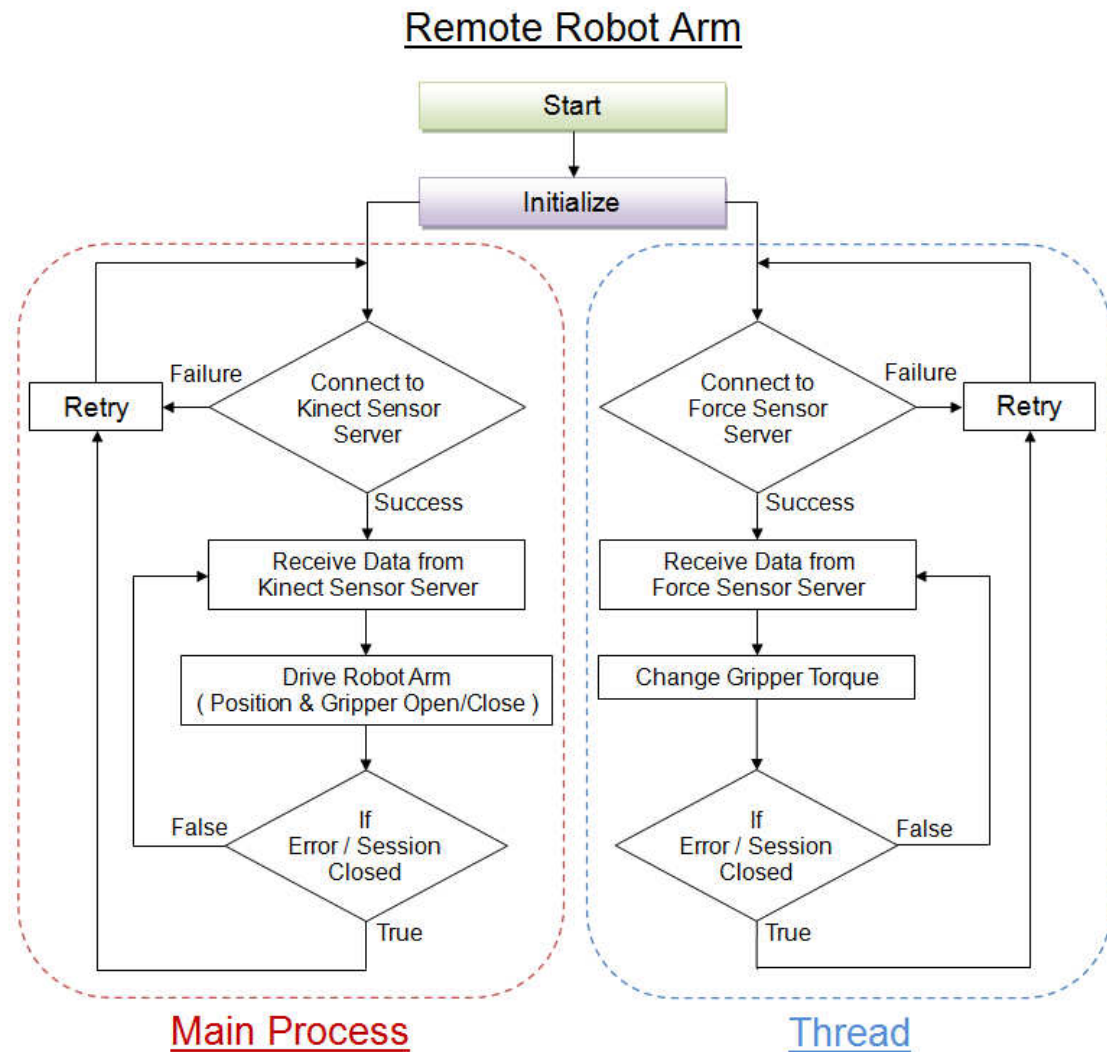 Remote Robot Arm
Start
Initialize
Failure
Retry
Connect to
Kinect Sensor
Server
Success
Receive Data from
Kinect Sensor Server
Drive Robot Arm
( Position & Gripper Open/Close )
False
If
Error / Session
Closed
True
Main Process
Connect to
Force Sensor
Server
Failure
Retry
Success
Receive Data from
Force Sensor Server
Change Gripper Torque
If
Error / Session
Closed
False
True
Thread